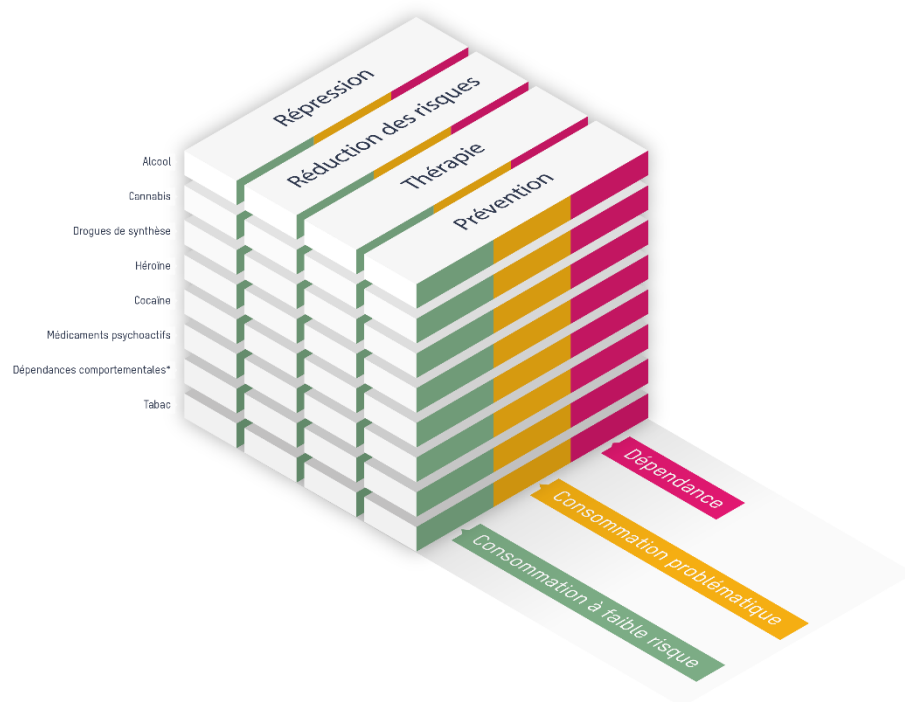 Répression
Réduction des risques
Thérapie
Prévention
Alcool
Cannabis
Drogues de synthèse
Héroïne
Cocaïne
Médicaments psychoactifs
Dépendances comportementales*
Tabac
Dépendance
Consommation problématique
Consommation à faible risque